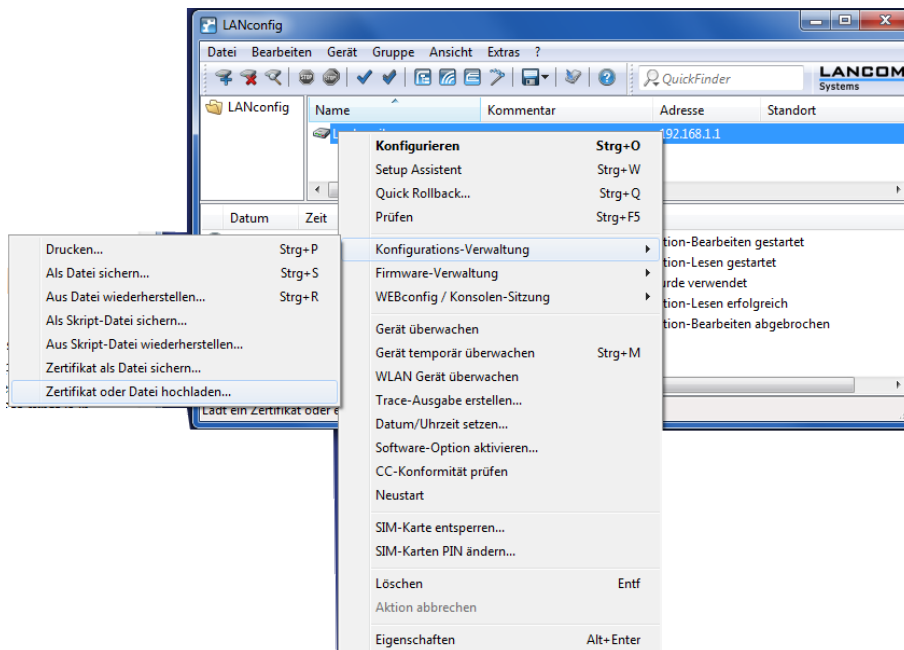 LANconfig
Datei Bearbeiten Gerät Gruppe Ansicht Extras ?
QuickFinder
LANCOM
Systems
LANconfig
Name Kommentar Adresse Standort
192.168.1.1
Datum Zeit
Konfigurieren Strg+O
Setup Assistent Strg+W
Quick Rollback... Strg+Q
Prüfen Strg+F5
Konfigurations-Verwaltung
Firmware-Verwaltung
WEBconfig / Konsolen-Sitzung
Gerät überwachen
Gerät temporär überwachen Strg+M
WLAN Gerät überwachen
Trace-Ausgabe erstellen...
Datum/Uhrzeit setzen...
Software-Option aktivieren...
CC-Konformität prüfen
Neustart
SIM-Karte entsperren...
SIM-Karten PIN ändern...
Löschen Entf
Aktion abbrechen
Eigenschaften Alt+Enter
Drucken... Strg+P
Als Datei sichern... Strg+S
Aus Datei wiederherstellen... Strg+R
Als Skript-Datei sichern...
Aus Skript-Datei wiederherstellen...
Zertifikat als Datei sichern...
Zertifikat oder Datei hochladen...
tion-Bearbeiten gestartet
tion-Lesen gestartet
urde verwendet
tion-Lesen erfolgreich
tion-Bearbeiten abgebrochen
Lädt ein Zertifikat oder